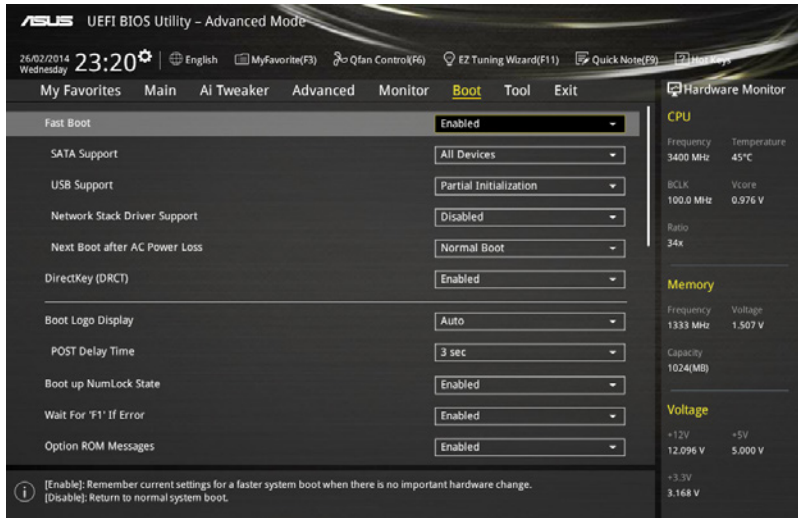 ASUS UEFI BIOS Utility – Advanced Mode
26/02/2014
Wednesday
23:20
English
MyFavorite(F3)
Qfan Control(F6)
EZ Tuning Wizard(F11)
Quick Note(F9)
Hot Keys
My Favorites
Main
Ai Tweaker
Advanced
Monitor
Boot
Tool
Exit
Fast Boot
Enabled
SATA Support
All Devices
USB Support
Partial Initialization
Network Stack Driver Support
Disabled
Next Boot after AC Power Loss
Normal Boot
DirectKey (DRCT)
Enabled
Boot Logo Display
Auto
POST Delay Time
3 sec
Boot up NumLock State
Enabled
Wait For 'F1' If Error
Enabled
Option ROM Messages
Enabled
[Enable]: Remember current settings for a faster system boot when there is no important hardware change.
[Disable]: Return to normal system boot.
Hardware Monitor
CPU
Frequency Temperature
3400 MHz 45°C
BCLK Vcore
100.0 MHz 0.976 V
Ratio
34x
Memory
Frequency Voltage
1333 MHz 1.507 V
Capacity
1024(MB)
Voltage
+12V +5V
12.096 V 5.000 V
+3.3V
3.168 V